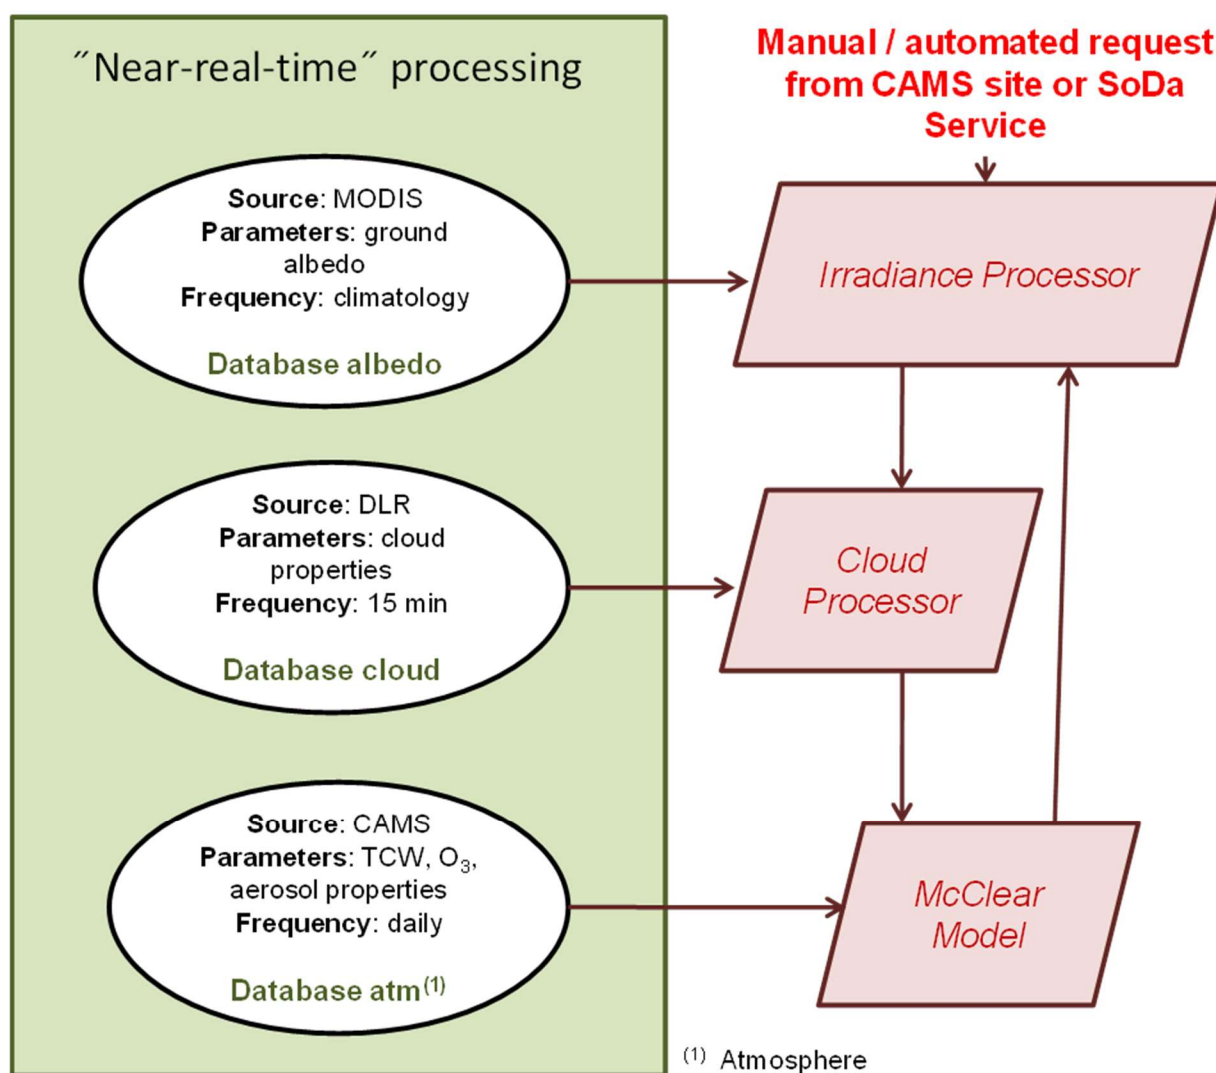 ˝Near-real-time˝ processing
Source: MODIS
Parameters: ground
albedo
Frequency: climatology
Database albedo
Source: DLR
Parameters: cloud
properties
Frequency: 15 min
Database cloud
Source: CAMS
Parameters: TCW, O₃,
aerosol properties
Frequency: daily
Database atm⁽¹⁾
Manual / automated request
from CAMS site or SoDa
Service
Irradiance Processor
Cloud
Processor
McClear
Model
⁽¹⁾ Atmosphere